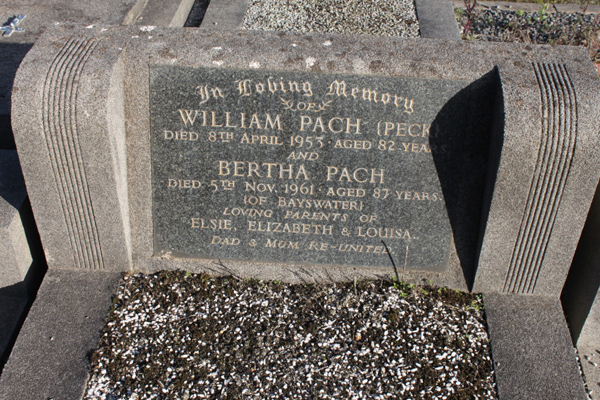 In Loving Memory
OF
WILLIAM PACH (PECK)
DIED 8TH APRIL 1953 · AGED 82 YEARS
AND
BERTHA PACH
DIED 5TH NOV. 1961 · AGED 87 YEARS
(OF BAYSWATER)
LOVING PARENTS OF
ELSIE, ELIZABETH & LOUISA.
DAD & MUM RE-UNITED